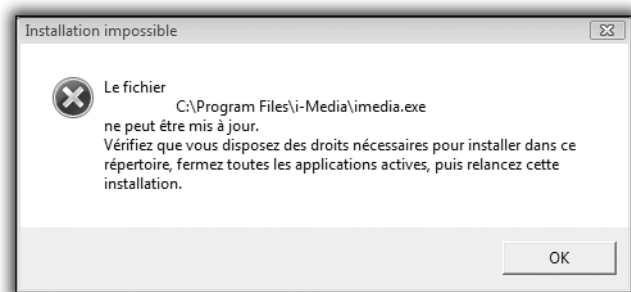 Installation impossible
Le fichier
C:\Program Files\i-Media\imedia.exe
ne peut être mis à jour.
Vérifiez que vous disposez des droits nécessaires pour installer dans ce
répertoire, fermez toutes les applications actives, puis relancez cette
installation.
OK